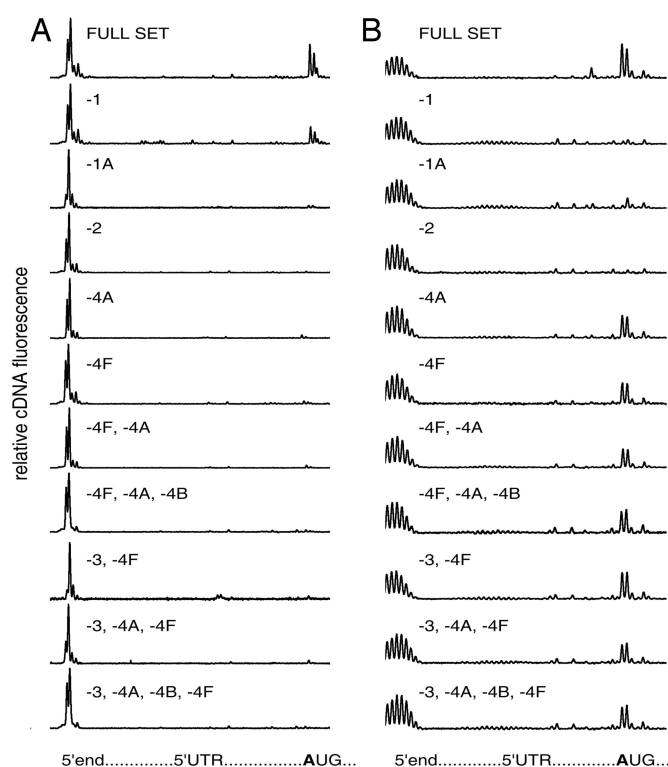 A
B
FULL SET
FULL SET
-1
-1
-1A
-1A
-2
-2
-4A
-4A
-4F
-4F
-4F, -4A
-4F, -4A
-4F, -4A, -4B
-4F, -4A, -4B
-3, -4F
-3, -4F
-3, -4A, -4F
-3, -4A, -4F
-3, -4A, -4B, -4F
-3, -4A, -4B, -4F
relative cDNA fluorescence
5'end.............5'UTR...............AUG...
5'end.............5'UTR...............AUG...